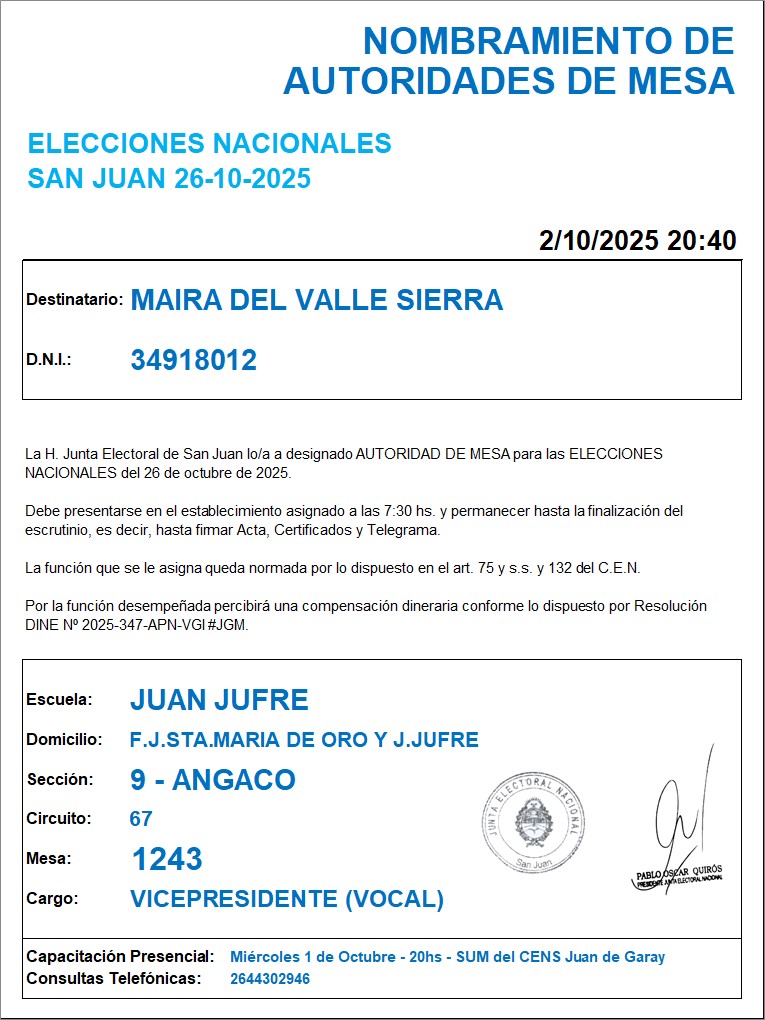 NOMBRAMIENTO DE
AUTORIDADES DE MESA
ELECCIONES NACIONALES
SAN JUAN 26-10-2025
2/10/2025 20:40
Destinatario: MAIRA DEL VALLE SIERRA
D.N.I.: 34918012
La H. Junta Electoral de San Juan lo/a a designado AUTORIDAD DE MESA para las ELECCIONES
NACIONALES del 26 de octubre de 2025.
Debe presentarse en el establecimiento asignado a las 7:30 hs. y permanecer hasta la finalización del
escrutinio, es decir, hasta firmar Acta, Certificados y Telegrama.
La función que se le asigna queda normada por lo dispuesto en el art. 75 y s.s. y 132 del C.E.N.
Por la función desempeñada percibirá una compensación dineraria conforme lo dispuesto por Resolución
DINE Nº 2025-347-APN-VGI#JGM.
Escuela: JUAN JUFRE
Domicilio: F.J.STA.MARIA DE ORO Y J.JUFRE
Sección: 9 - ANGACO
Circuito: 67
Mesa: 1243
Cargo: VICEPRESIDENTE (VOCAL)
JUNTA ELECTORAL NACIONAL
San Juan
PABLO OSCAR QUIRÓS
PRESIDENTE JUNTA ELECTORAL NACIONAL
Capacitación Presencial: Miércoles 1 de Octubre - 20hs - SUM del CENS Juan de Garay
Consultas Telefónicas: 2644302946